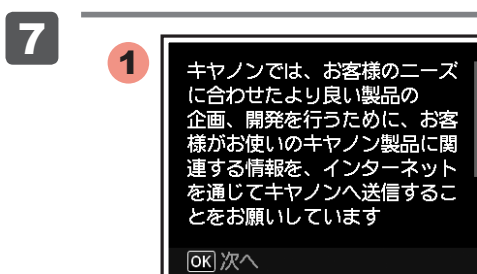 7
1
キヤノンでは、お客様のニーズ
に合わせたより良い製品の
企画、開発を行うために、お客
様がお使いのキヤノン製品に関
連する情報を、インターネット
を通じてキヤノンへ送信するこ
とをお願いしています
OK 次へ